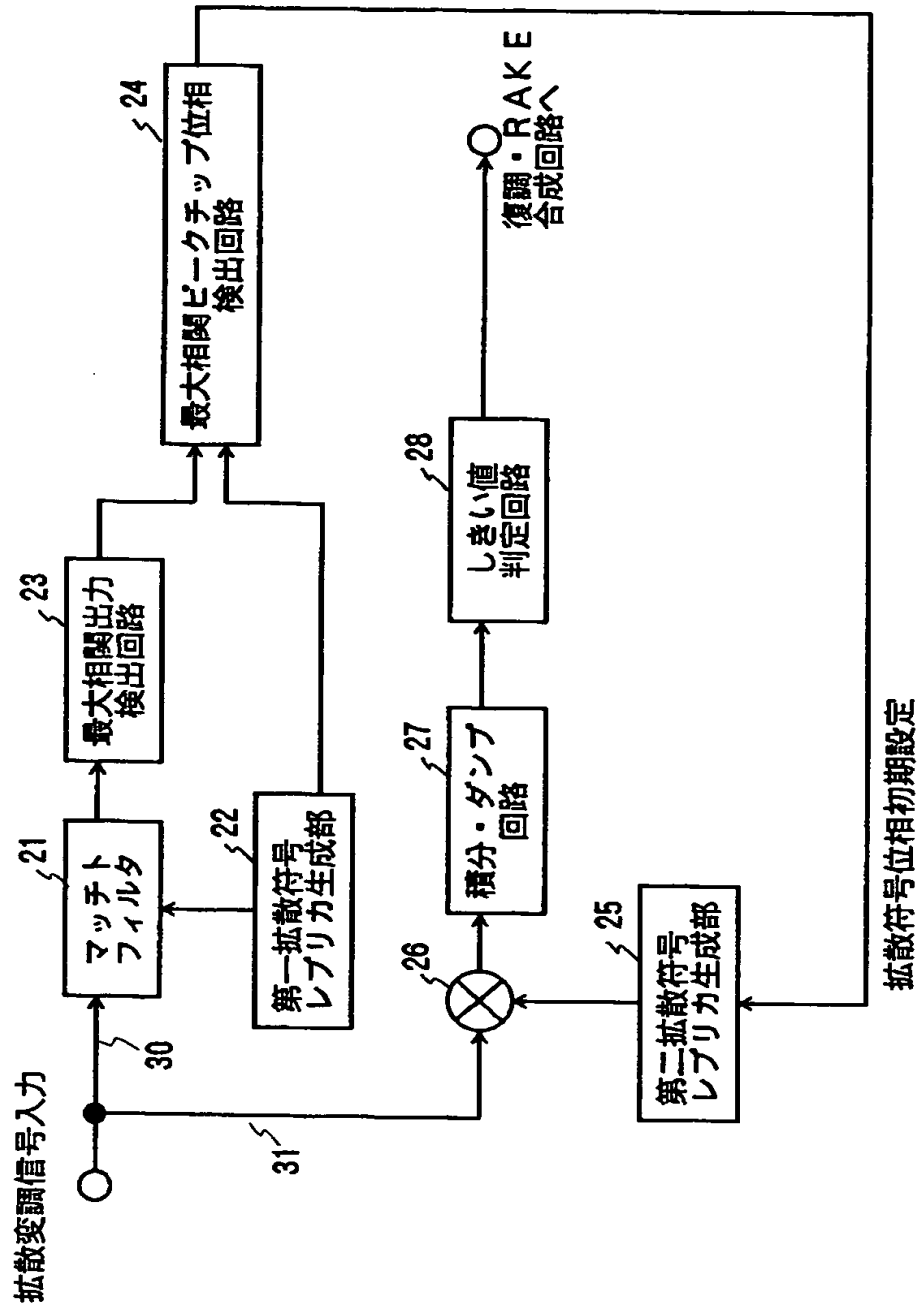 拡散変調信号入力
30
31
21
マッチト
フィルタ
22
第一拡散符号
レプリカ生成部
23
最大相関出力
検出回路
24
最大相関ピークチップ位相
検出回路
26
25
第二拡散符号
レプリカ生成部
27
積分・ダンプ
回路
28
しきい値
判定回路
復調・RAKE
合成回路へ
拡散符号位相初期設定